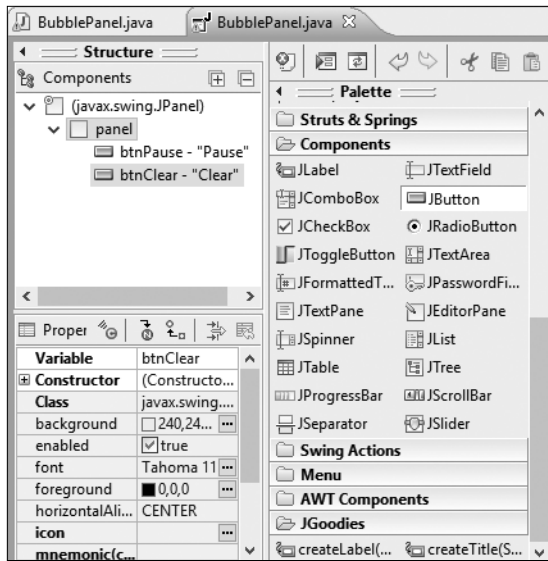 BubblePanel.java
BubblePanel.java
Structure
Components
(javax.swing.JPanel)
panel
btnPause - "Pause"
btnClear - "Clear"
Proper
Variable btnClear
Constructor (Constructo...
Class javax.swing....
background 240,24... ...
enabled true
font Tahoma 11 ...
foreground 0,0,0 ...
horizontalAli... CENTER
icon ...
mnemonic(c...
Palette
Struts & Springs
Components
JLabel JTextField
JComboBox JButton
JCheckBox JRadioButton
JToggleButton JTextArea
JFormattedT... JPasswordFi...
JTextPane JEditorPane
JSpinner JList
JTable JTree
JProgressBar JScrollBar
JSeparator JSlider
Swing Actions
Menu
AWT Components
JGoodies
createLabel(... createTitle(S...